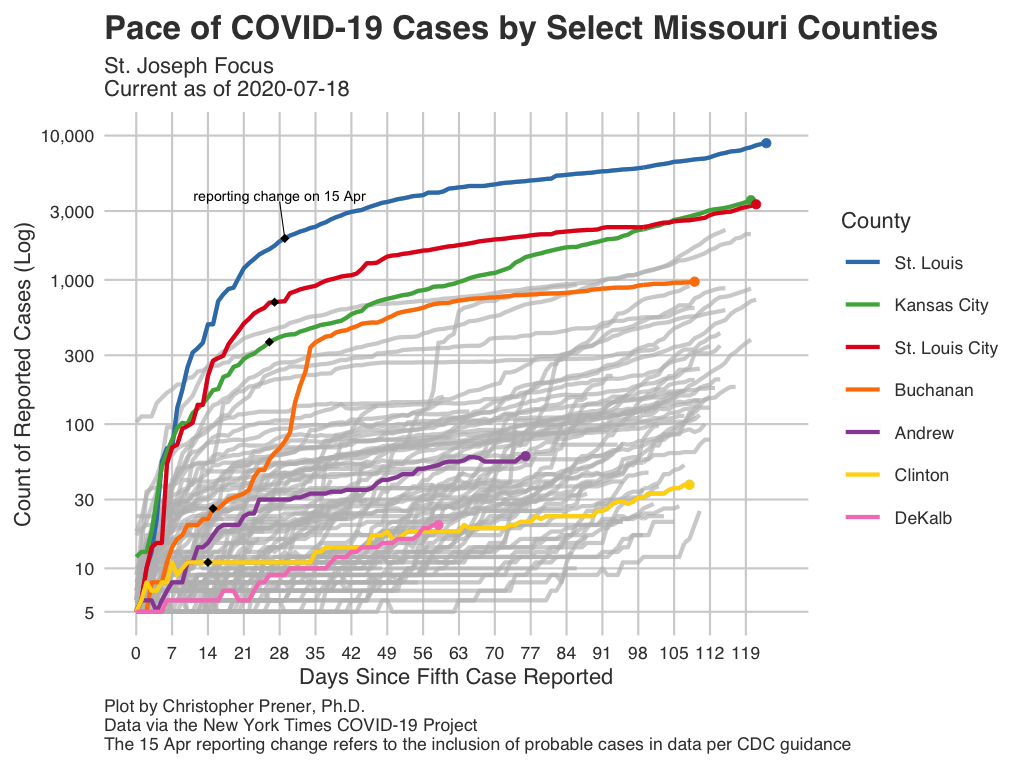 Pace of COVID-19 Cases by Select Missouri Counties
St. Joseph Focus
Current as of 2020-07-18
Count of Reported Cases (Log)
10,000
3,000
1,000
300
100
30
10
5
reporting change on 15 Apr
0 7 14 21 28 35 42 49 56 63 70 77 84 91 98 105 112 119
Days Since Fifth Case Reported
County
St. Louis
Kansas City
St. Louis City
Buchanan
Andrew
Clinton
DeKalb
Plot by Christopher Prener, Ph.D.
Data via the New York Times COVID-19 Project
The 15 Apr reporting change refers to the inclusion of probable cases in data per CDC guidance